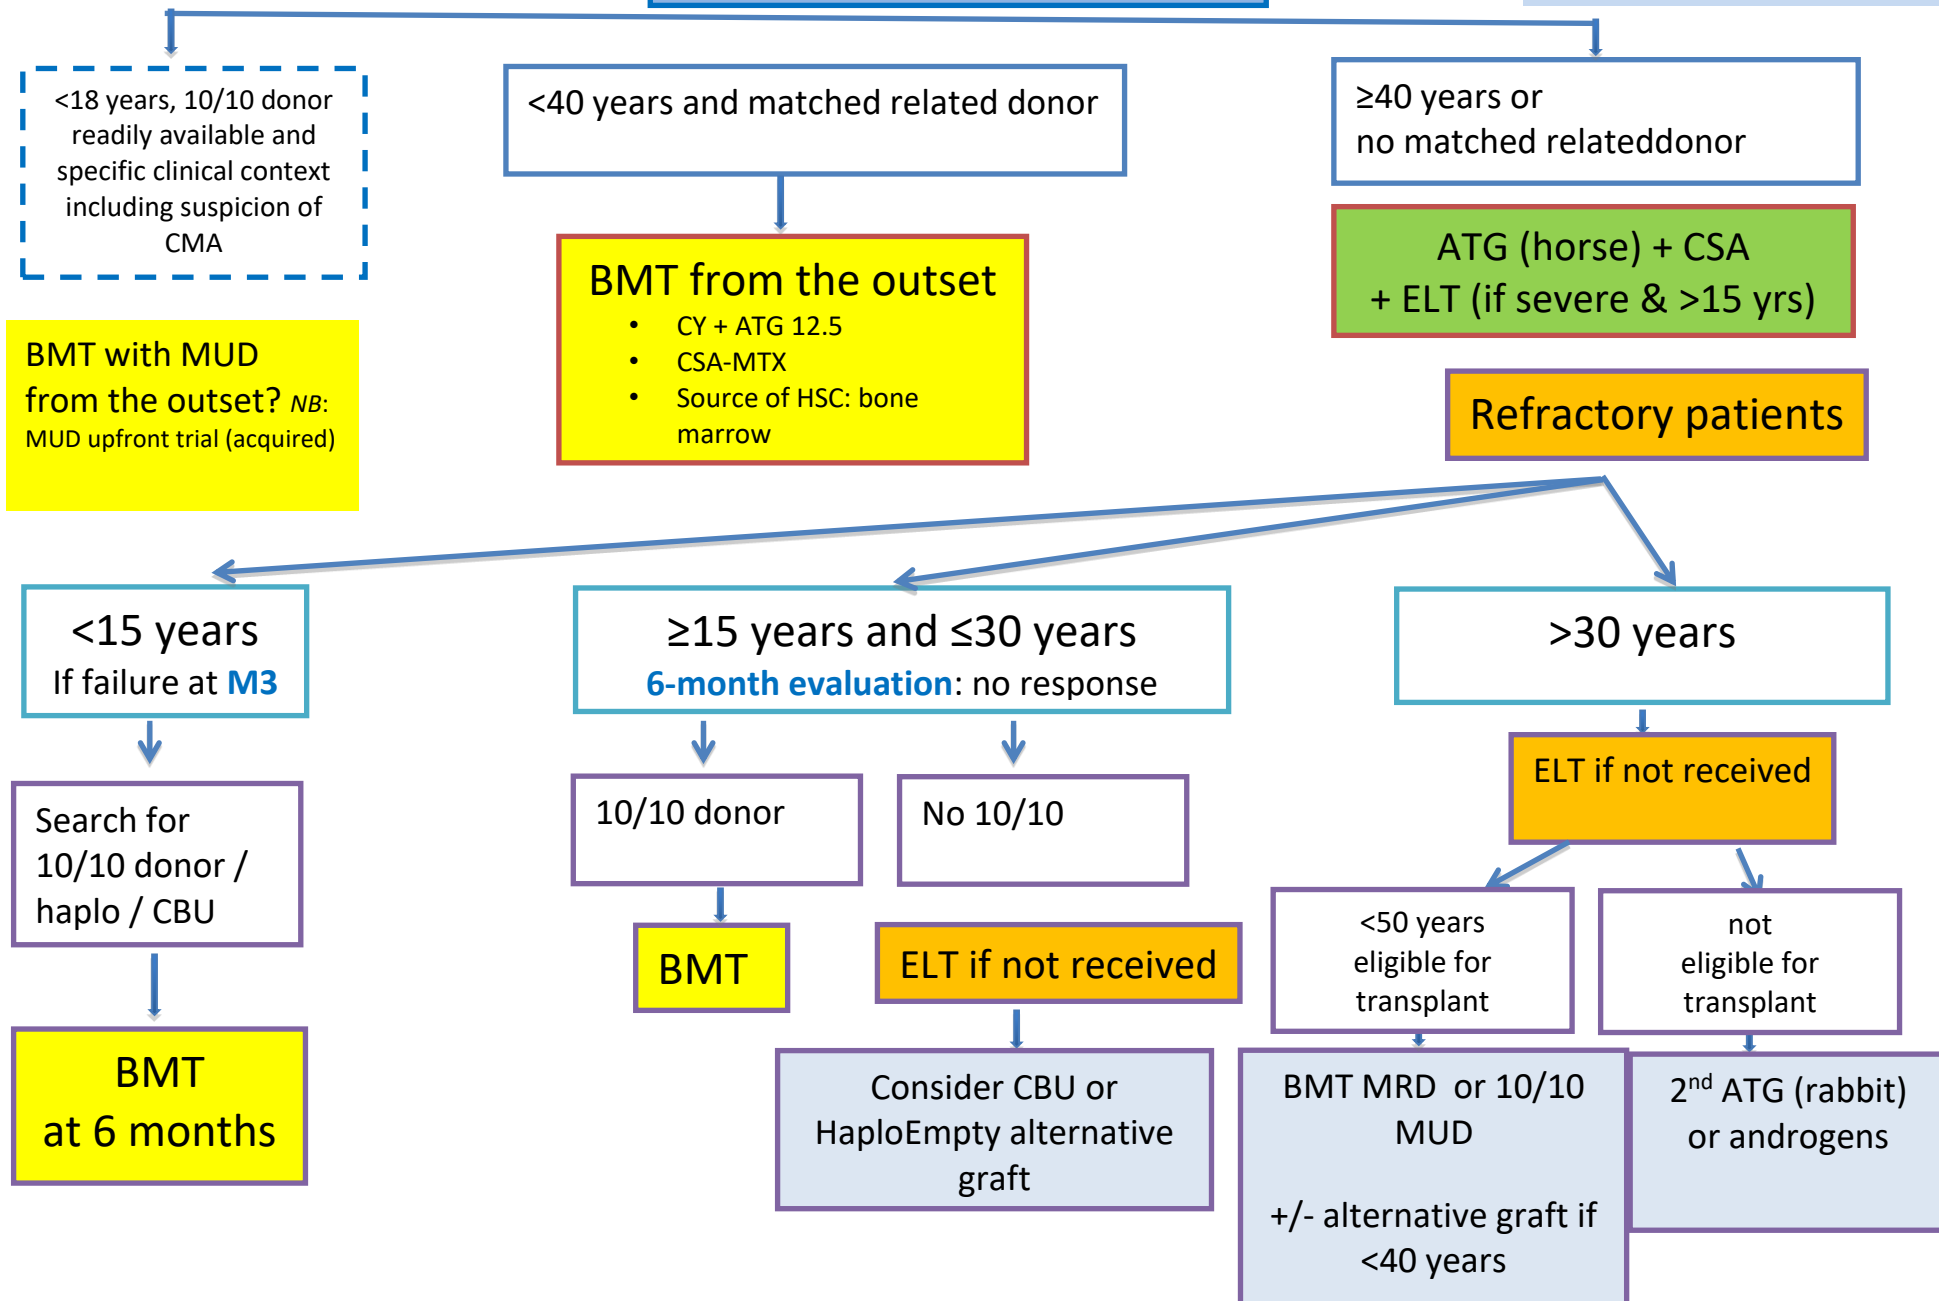 <18 years, 10/10 donor
readily available and
specific clinical context
including suspicion of
CMA
<40 years and matched related donor
≥40 years or
no matched relateddonor
BMT with MUD
from the outset? NB:
MUD upfront trial (acquired)
BMT from the outset
• CY + ATG 12.5
• CSA-MTX
• Source of HSC: bone
marrow
ATG (horse) + CSA
+ ELT (if severe & >15 yrs)
Refractory patients
<15 years
If failure at M3
≥15 years and ≤30 years
6-month evaluation: no response
>30 years
Search for
10/10 donor /
haplo / CBU
10/10 donor
No 10/10
ELT if not received
BMT
at 6 months
BMT
ELT if not received
Consider CBU or
HaploEmpty alternative
graft
<50 years
eligible for
transplant
not
eligible for
transplant
BMT MRD or 10/10
MUD
+/- alternative graft if
<40 years
2nd ATG (rabbit)
or androgens